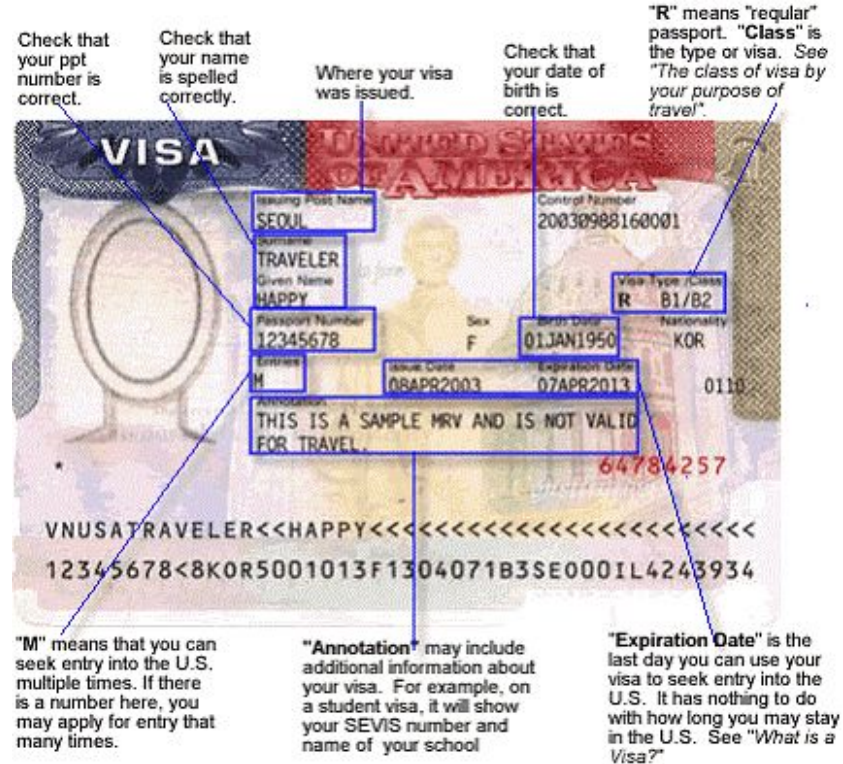 Check that
your ppt
number is
correct.
Check that
your name
is spelled
correctly.
Where your visa
was issued.
Check that
your date of
birth is
correct.
"R" means "reqular"
passport. "Class" is
the type or visa. See
"The class of visa by
your purpose of
travel".
VISA
UNITED STATES
OF AMERICA
Issuing Post Name
SEOUL
Control Number
20030988160001
Surname
TRAVELER
Given Name
HAPPY
Visa Type /Class
R B1/B2
Passport Number
12345678
Sex
F
Birth Date
01JAN1950
Nationality
KOR
Entries
M
Issue Date
08APR2003
Expiration Date
07APR2013
0110
Annotation
THIS IS A SAMPLE MRV AND IS NOT VALID
FOR TRAVEL.
*
64784257
VNUSATRAVELER<<HAPPY<<<<<<<<<<<<<<<<<<<<<<<<
12345678<8KOR5001013F1304071B3SE000IL4243934
"M" means that you can
seek entry into the U.S.
multiple times. If there
is a number here, you
may apply for entry that
many times.
"Annotation" may include
additional information about
your visa. For example, on
a student visa, it will show
your SEVIS number and
name of your school
"Expiration Date" is the
last day you can use your
visa to seek entry into the
U.S. It has nothing to do
with how long you may stay
in the U.S. See "What is a
Visa?"